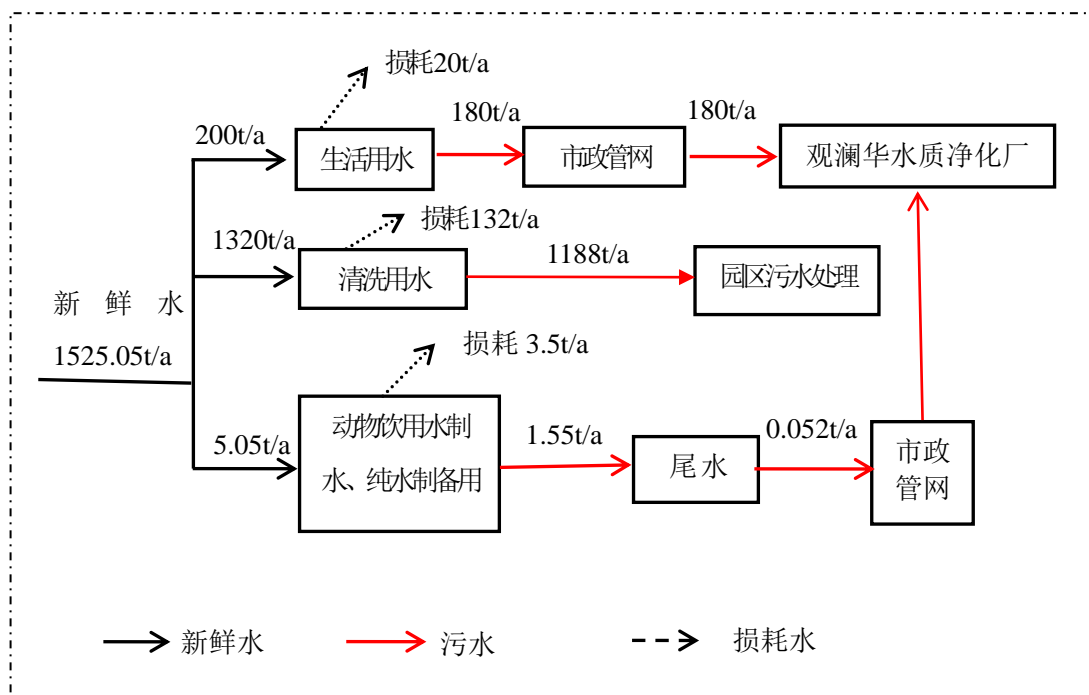 损耗20t/a
200t/a
生活用水
180t/a
市政管网
180t/a
观澜华水质净化厂
损耗132t/a
1320t/a
清洗用水
1188t/a
园区污水处理
新鲜水
1525.05t/a
损耗 3.5t/a
5.05t/a
动物饮用水制
水、纯水制备用
1.55t/a
尾水
0.052t/a
市政
管网
新鲜水
污水
损耗水